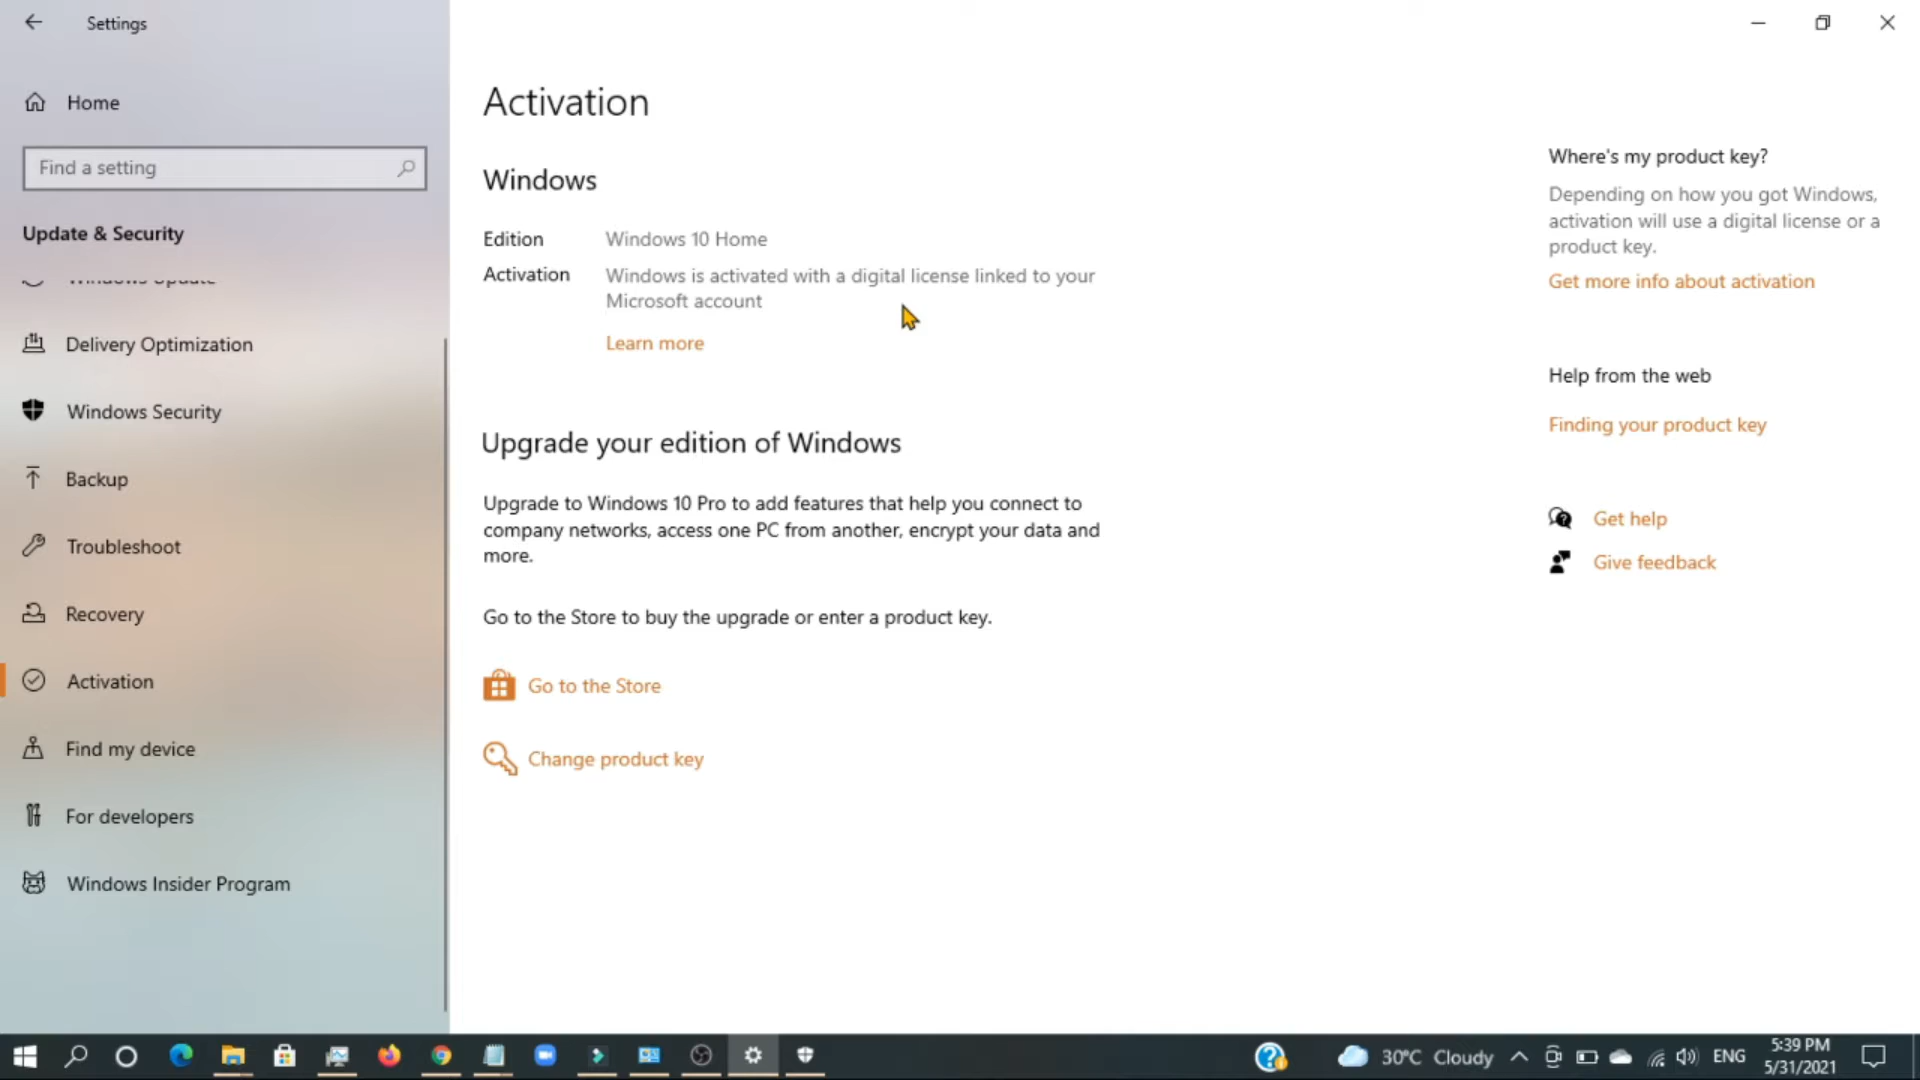 Settings
Home
Find a setting
Update & Security
Windows Update
Delivery Optimization
Windows Security
Backup
Troubleshoot
Recovery
Activation
Find my device
For developers
Windows Insider Program
Activation
Windows
Edition Windows 10 Home
Activation Windows is activated with a digital license linked to your
Microsoft account
Learn more
Upgrade your edition of Windows
Upgrade to Windows 10 Pro to add features that help you connect to
company networks, access one PC from another, encrypt your data and
more.
Go to the Store to buy the upgrade or enter a product key.
Go to the Store
Change product key
Where's my product key?
Depending on how you got Windows,
activation will use a digital license or a
product key.
Get more info about activation
Help from the web
Finding your product key
Get help
Give feedback
30°C Cloudy
ENG
5:39 PM
5/31/2021